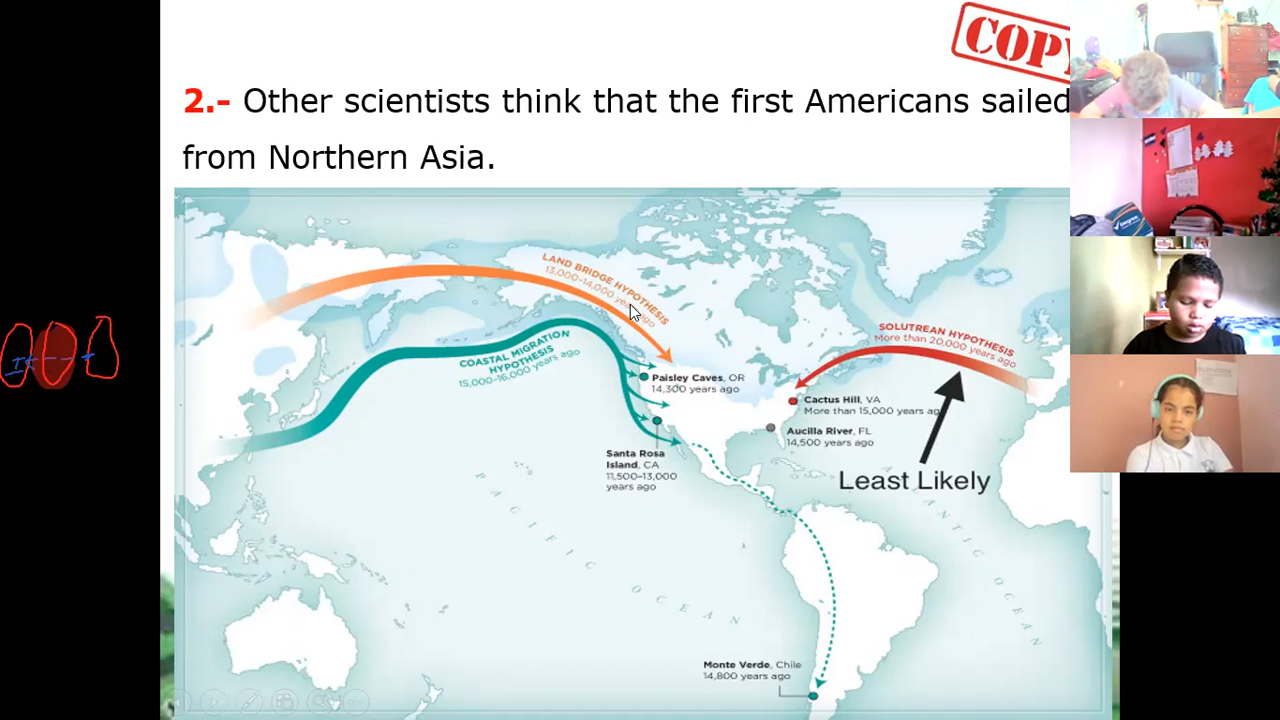 COPY
2.- Other scientists think that the first Americans sailed
from Northern Asia.
LAND BRIDGE HYPOTHESIS
13,000-14,000 years ago
COASTAL MIGRATION
HYPOTHESIS
15,000-16,000 years ago
SOLUTREAN HYPOTHESIS
More than 20,000 years ago
Paisley Caves, OR
14,300 years ago
Cactus Hill, VA
More than 15,000 years ag
Aucilla River, FL
14,500 years ago
Santa Rosa
Island, CA
11,500-13,000
years ago
Least Likely
PACIFIC OCEAN
ANTIC OCEAN
Monte Verde, Chile
14,800 years ago